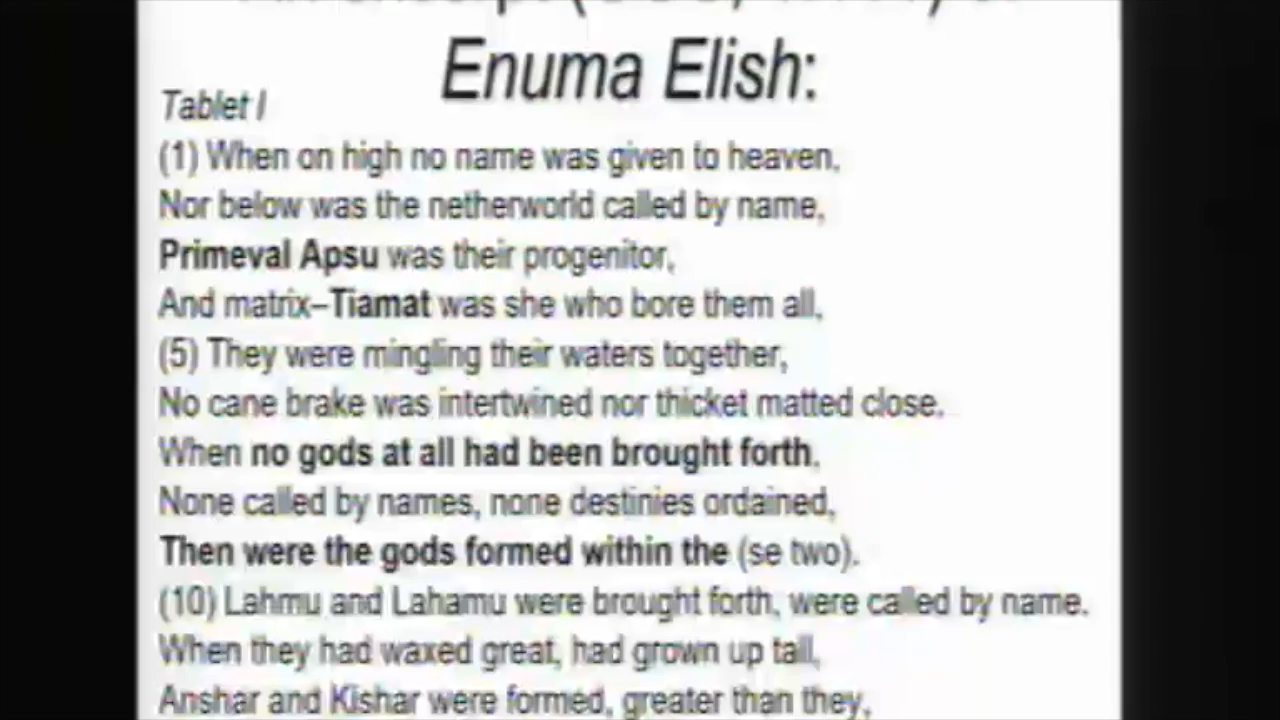 Enuma Elish:
Tablet I
(1) When on high no name was given to heaven,
Nor below was the netherworld called by name,
Primeval Apsu was their progenitor,
And matrix–Tiamat was she who bore them all,
(5) They were mingling their waters together,
No cane brake was intertwined nor thicket matted close.
When no gods at all had been brought forth,
None called by names, none destinies ordained,
Then were the gods formed within the (se two).
(10) Lahmu and Lahamu were brought forth, were called by name.
When they had waxed great, had grown up tall,
Anshar and Kishar were formed, greater than they,